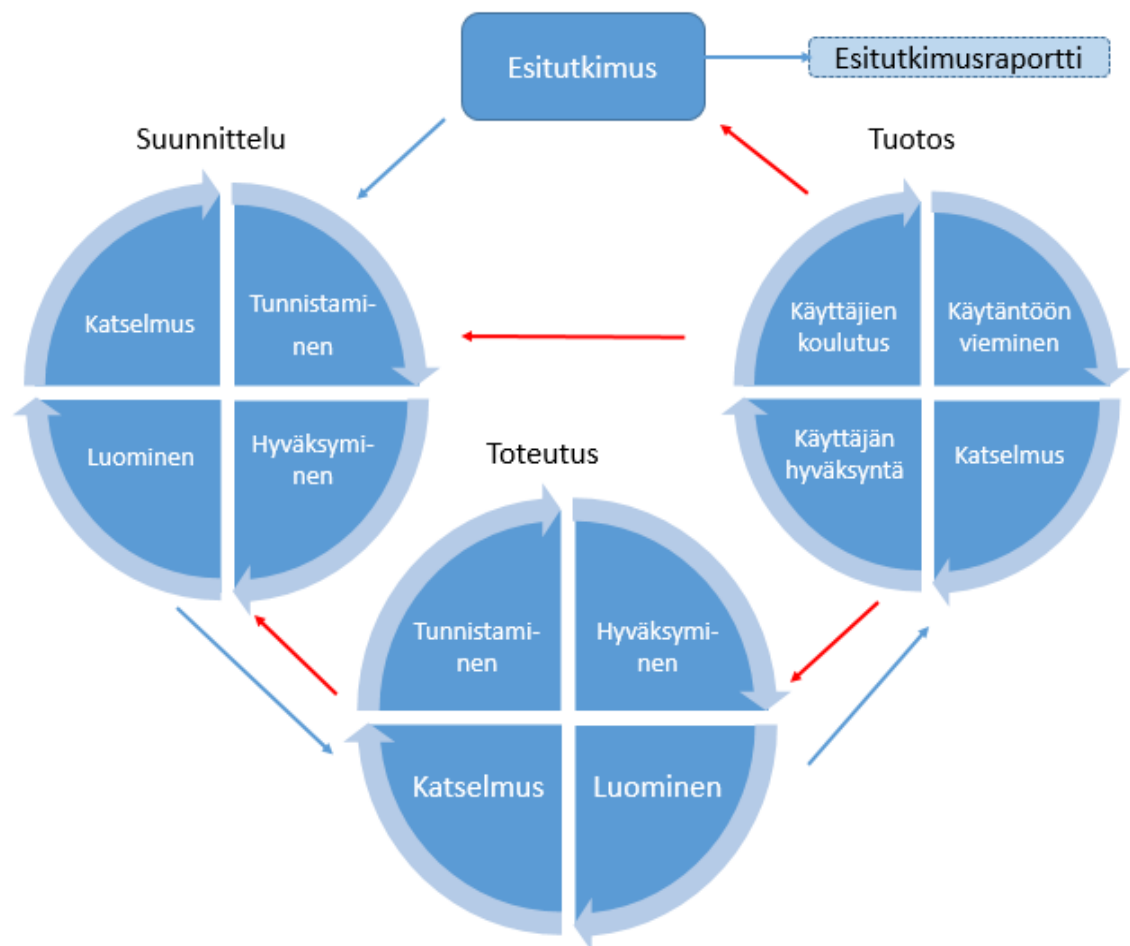 Esitutkimus
Esitutkimusraportti
Suunnittelu
Tuotos
Katselmus
Tunnistami-
nen
Luominen
Hyväksymi-
nen
Käyttäjien
koulutus
Käytäntöön
vieminen
Käyttäjän
hyväksyntä
Katselmus
Toteutus
Tunnistami-
nen
Hyväksymi-
nen
Katselmus
Luominen